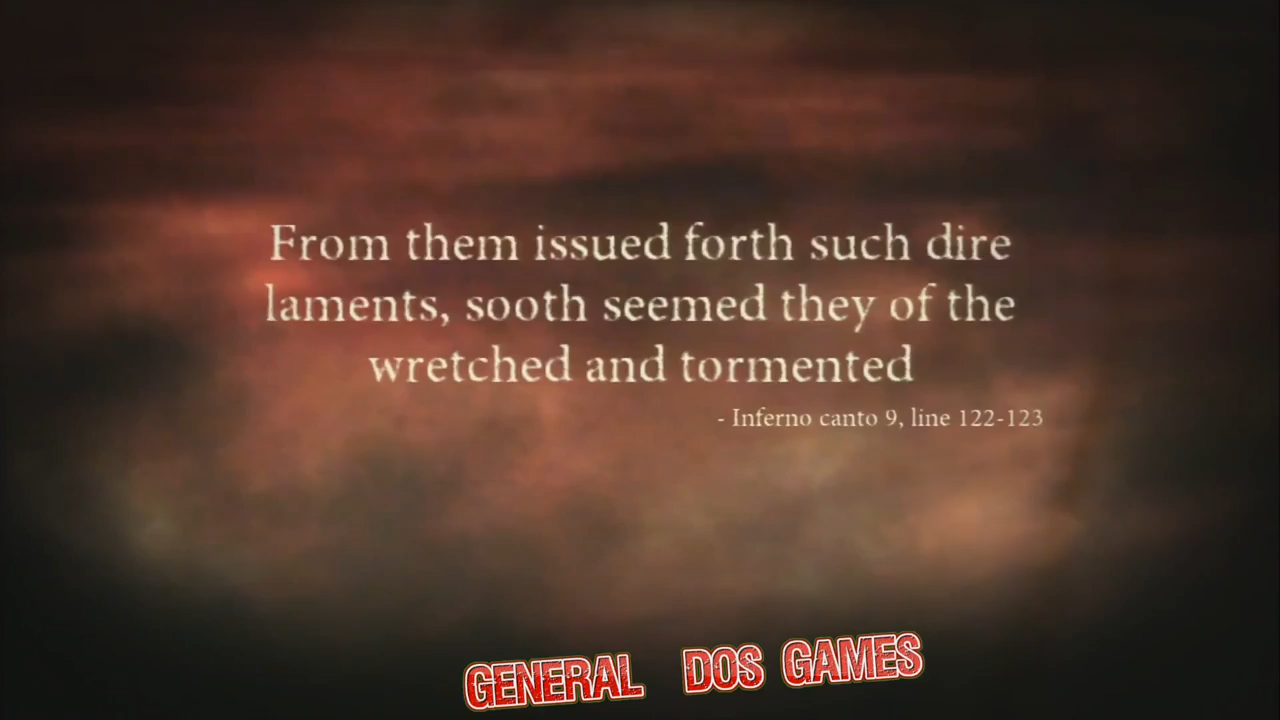 From them issued forth such dire
laments, sooth seemed they of the
wretched and tormented
- Inferno canto 9, line 122-123
GENERAL DOS GAMES